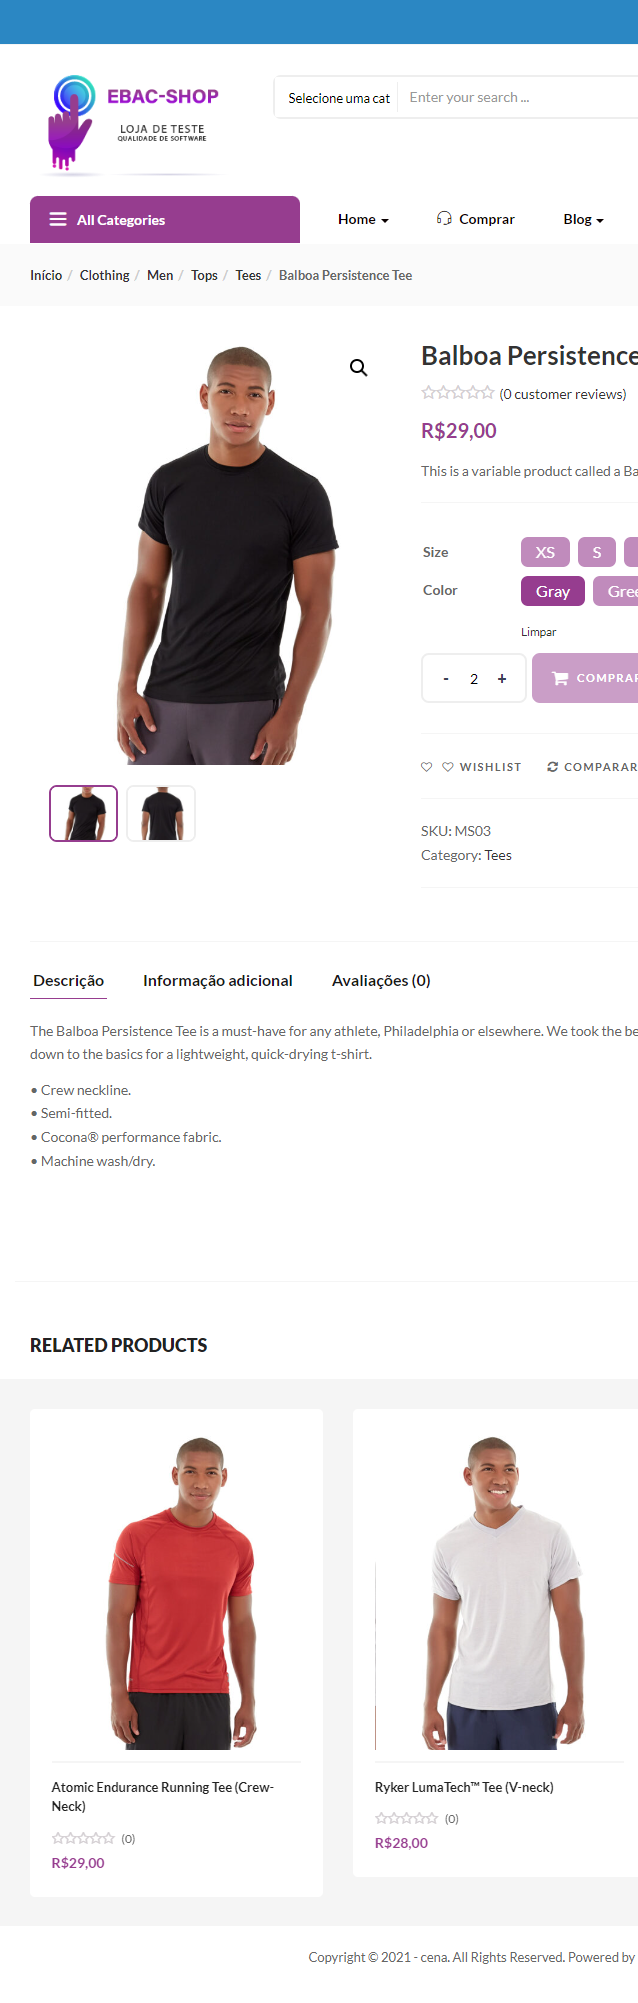 EBAC-SHOP
LOJA DE TESTE
QUALIDADE DE SOFTWARE
Selecione uma cat
Enter your search ...
All Categories
Home
Comprar
Blog
Início / Clothing / Men / Tops / Tees / Balboa Persistence Tee
Balboa Persistence
(0 customer reviews)
R$29,00
This is a variable product called a Ba
Size XS S
Color Gray Gree
Limpar
- 2 + COMPRAR
WISHLIST COMPARAR
SKU: MS03
Category: Tees
Descrição Informação adicional Avaliações (0)
The Balboa Persistence Tee is a must-have for any athlete, Philadelphia or elsewhere. We took the be
down to the basics for a lightweight, quick-drying t-shirt.
• Crew neckline.
• Semi-fitted.
• Cocona® performance fabric.
• Machine wash/dry.
RELATED PRODUCTS
Atomic Endurance Running Tee (Crew-
Neck)
(0)
R$29,00
Ryker LumaTech™ Tee (V-neck)
(0)
R$28,00
Copyright © 2021 - cena. All Rights Reserved. Powered by